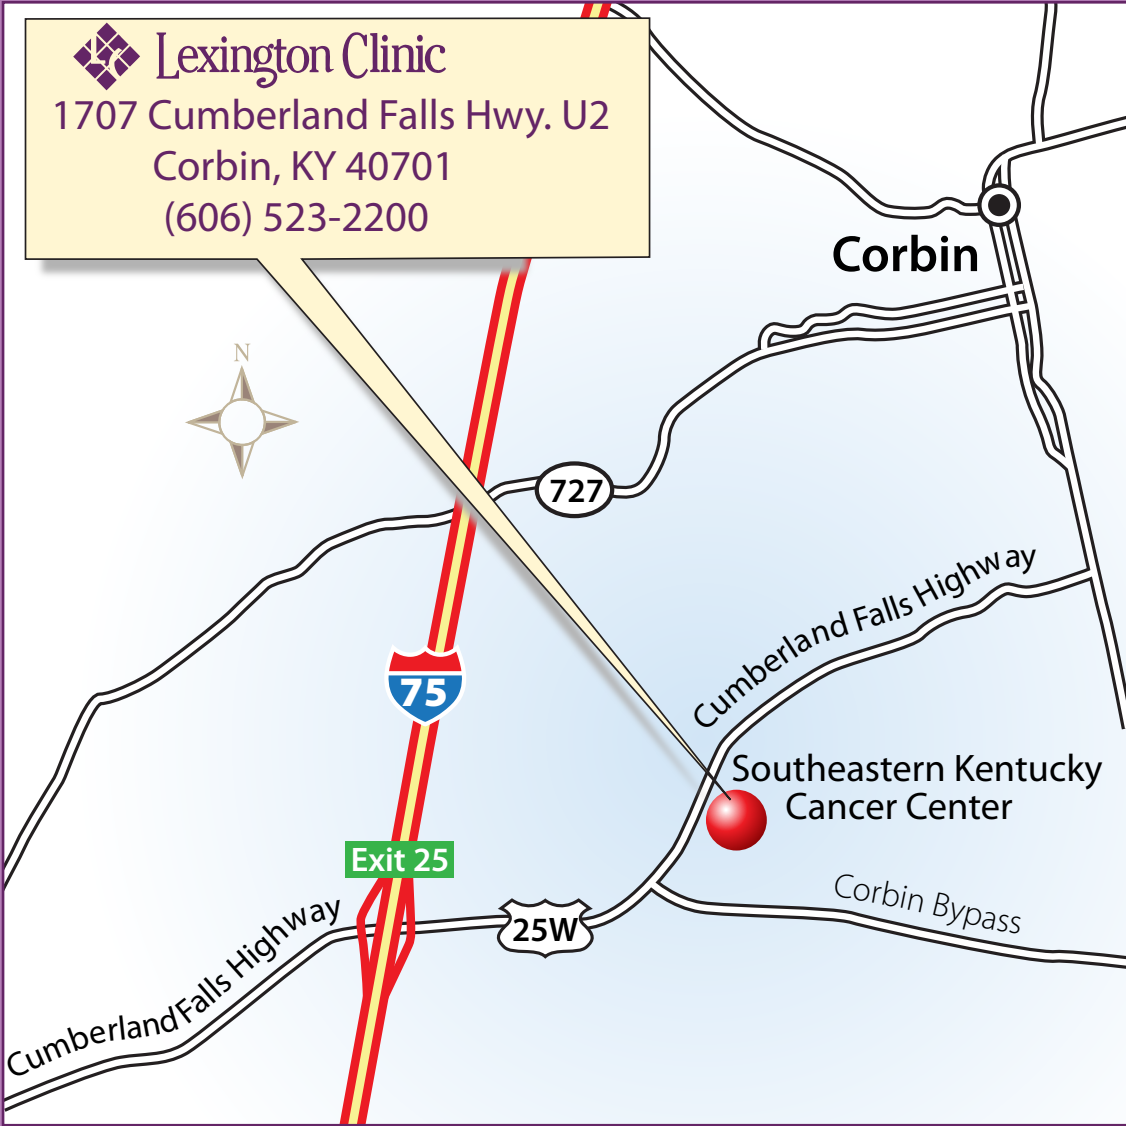 Lexington Clinic
1707 Cumberland Falls Hwy. U2
Corbin, KY 40701
(606) 523-2200
Corbin
N
727
Cumberland Falls Highway
75
Southeastern Kentucky
Cancer Center
Exit 25
Corbin Bypass
25W
CumberlandFalls Highway